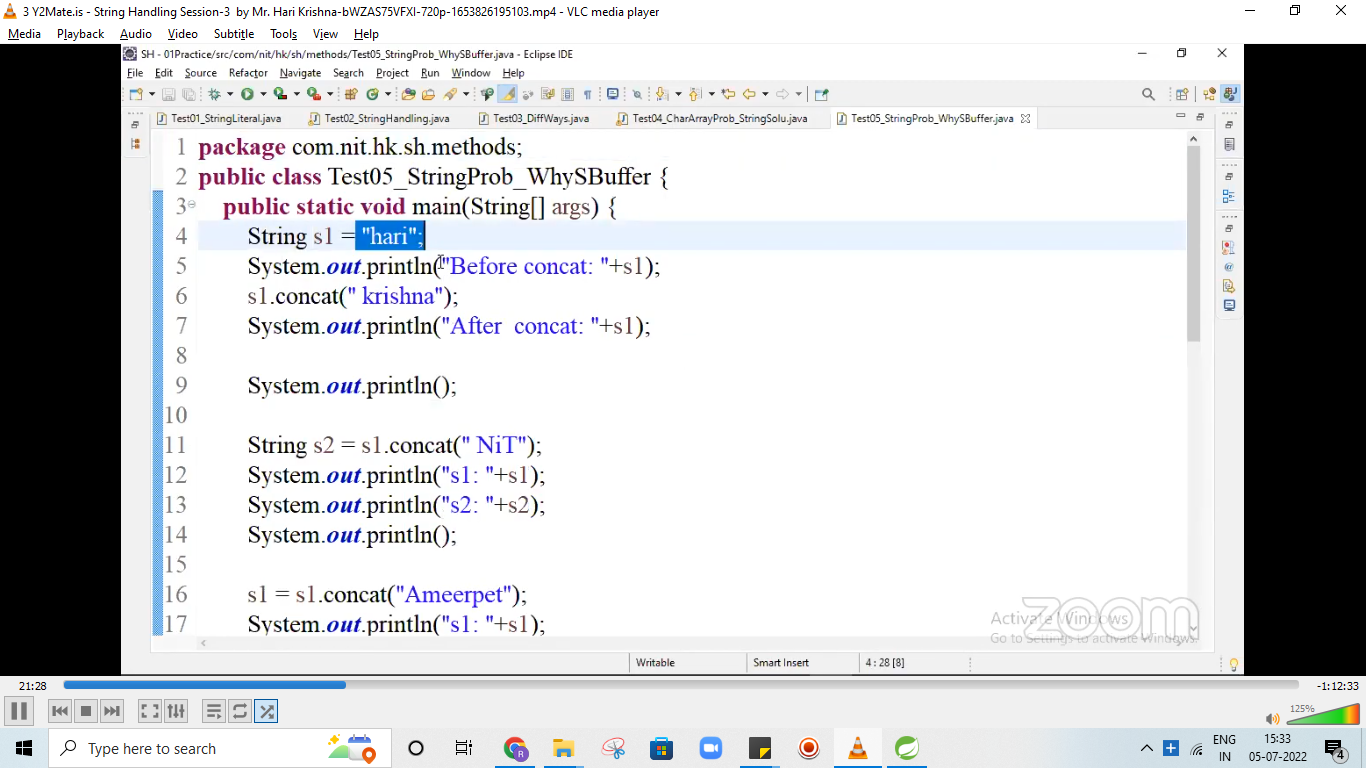 3 Y2Mate.is - String Handling Session-3 by Mr. Hari Krishna-bWZAS75VFXI-720p-1653826195103.mp4 - VLC media player
Media Playback Audio Video Subtitle Tools View Help
SH - 01Practice/src/com/nit/hk/sh/methods/Test05_StringProb_WhySBuffer.java - Eclipse IDE
File Edit Source Refactor Navigate Search Project Run Window Help
Test01_StringLiteral.java Test02_StringHandling.java Test03_DiffWays.java Test04_CharArrayProb_StringSolu.java Test05_StringProb_WhySBuffer.java
1 package com.nit.hk.sh.methods;
2 public class Test05_StringProb_WhySBuffer {
3 public static void main(String[] args) {
4 String s1 = "hari";
5 System.out.println("Before concat: "+s1);
6 s1.concat(" krishna");
7 System.out.println("After  concat: "+s1);
8
9 System.out.println();
10
11 String s2 = s1.concat(" NiT");
12 System.out.println("s1: "+s1);
13 System.out.println("s2: "+s2);
14 System.out.println();
15
16 s1 = s1.concat("Ameerpet");
17 System.out.println("s1: "+s1);
zoom
Activate Windows
Go to Settings to activate Windows.
Writable Smart Insert 4 : 28 [8]
21:28 -1:12:33
125%
Type here to search
ENG 15:33
IN 05-07-2022 4